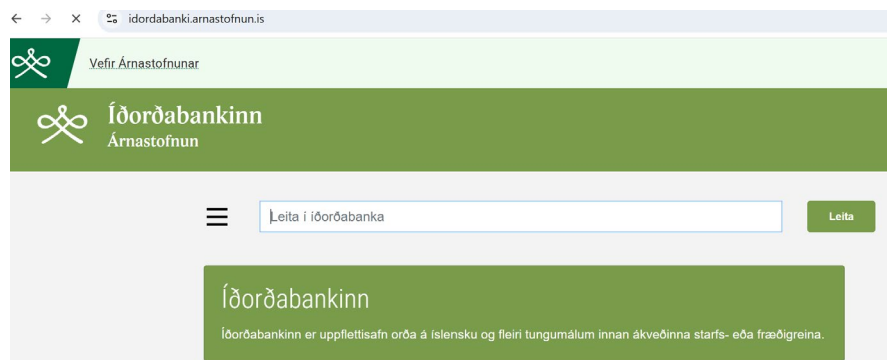 idordabanki.arnastofnun.is
Vefir Árnastofnunar
Íðorðabankinn
Árnastofnun
Leita í íðorðabanka
Leita
Íðorðabankinn
Íðorðabankinn er uppflettisafn orða á íslensku og fleiri tungumálum innan ákveðinna starfs- eða fræðigreina.